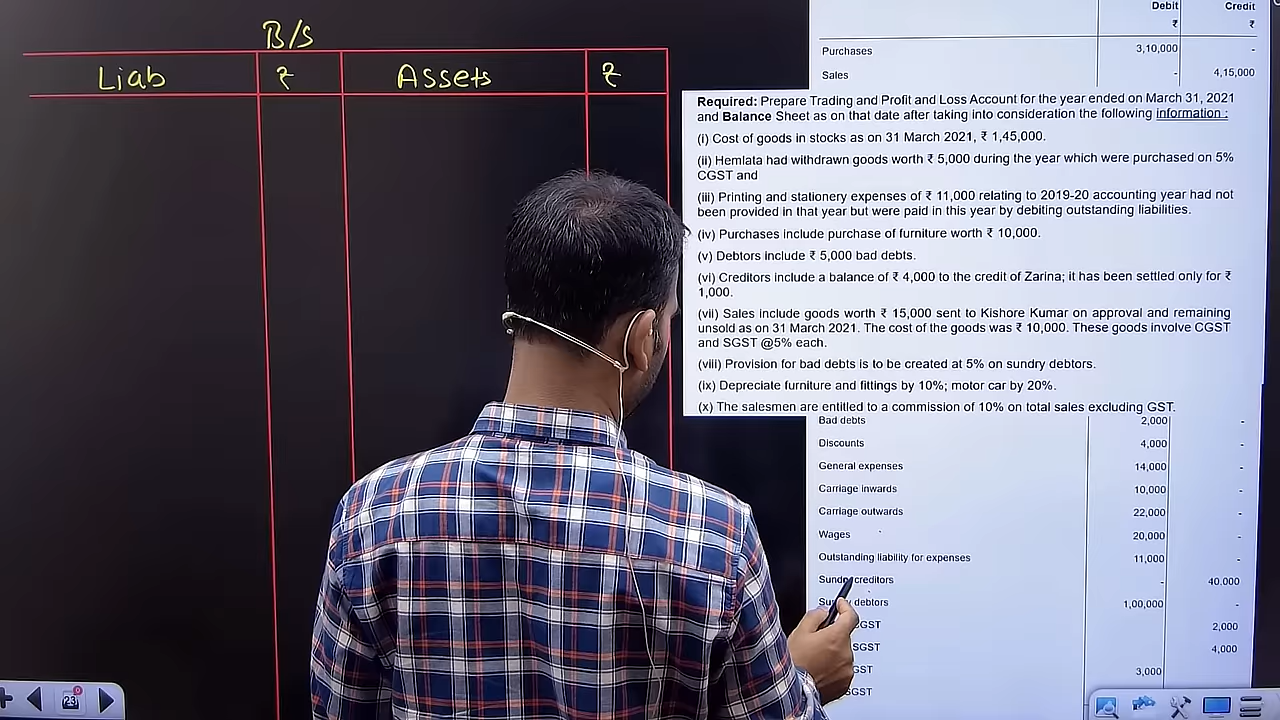 B/S
Liab ₹ Assets ₹
Debit Credit
₹ ₹
Purchases 3,10,000 -
Sales - 4,15,000
Required: Prepare Trading and Profit and Loss Account for the year ended on March 31, 2021
and Balance Sheet as on that date after taking into consideration the following information :
(i) Cost of goods in stocks as on 31 March 2021, ₹ 1,45,000.
(ii) Hemlata had withdrawn goods worth ₹ 5,000 during the year which were purchased on 5%
CGST and
(iii) Printing and stationery expenses of ₹ 11,000 relating to 2019-20 accounting year had not
been provided in that year but were paid in this year by debiting outstanding liabilities.
(iv) Purchases include purchase of furniture worth ₹ 10,000.
(v) Debtors include ₹ 5,000 bad debts.
(vi) Creditors include a balance of ₹ 4,000 to the credit of Zarina; it has been settled only for ₹
1,000.
(vii) Sales include goods worth ₹ 15,000 sent to Kishore Kumar on approval and remaining
unsold as on 31 March 2021. The cost of the goods was ₹ 10,000. These goods involve CGST
and SGST @5% each.
(viii) Provision for bad debts is to be created at 5% on sundry debtors.
(ix) Depreciate furniture and fittings by 10%; motor car by 20%.
(x) The salesmen are entitled to a commission of 10% on total sales excluding GST.
Bad debts 2,000 -
Discounts 4,000 -
General expenses 14,000 -
Carriage inwards 10,000 -
Carriage outwards 22,000 -
Wages 20,000 -
Outstanding liability for expenses 11,000 -
Sundry creditors - 40.000
debtors 1,00,000 -
GST 2,000
GST 4,000
GST 3,000 -
GST -
23